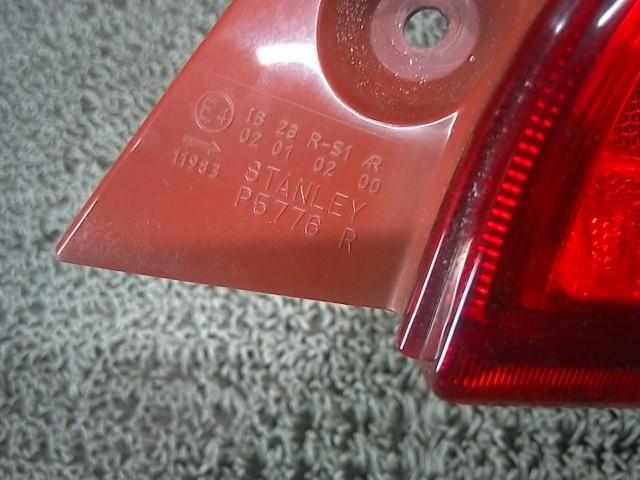 E4 1B 2B R-S1 AR
02 01 02 00
11983
STANLEY
P5776 R